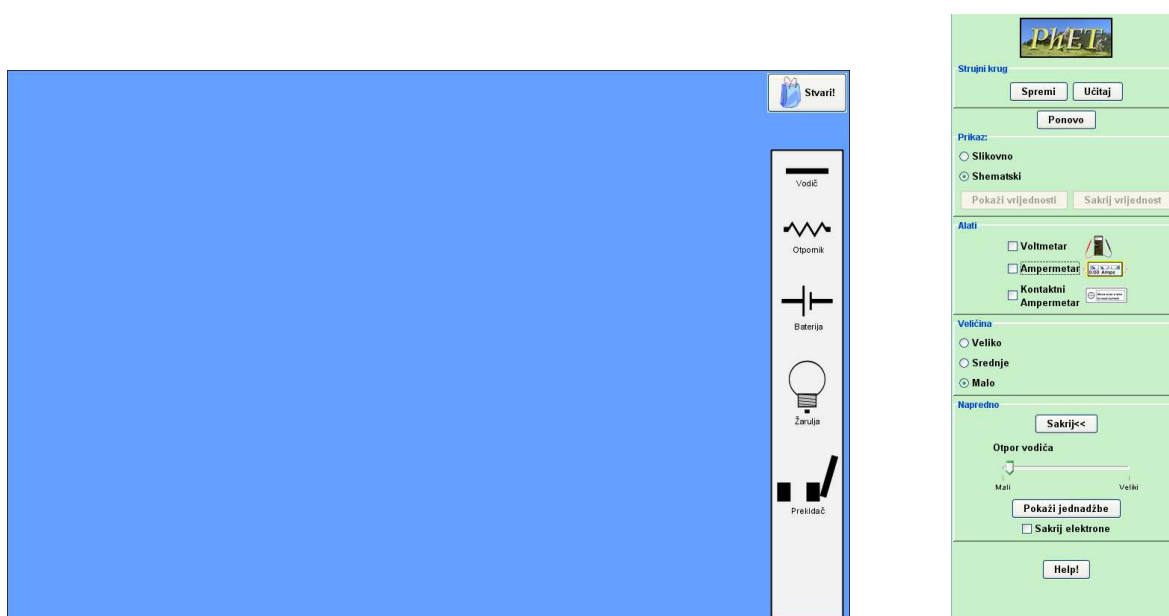 Stvari!
Vodič
Otpornik
Baterija
Žarulja
Prekidač
PhET
Strujni krug
Spremi Učitaj
Ponovo
Prikaz:
Slikovno
Shematski
Pokaži vrijednosti Sakrij vrijednost
Alati
Voltmetar
Ampermetar
0.00 Amps
Kontaktni
Ampermetar
Veličina
Veliko
Srednje
Malo
Napredno
Sakrij<<
Otpor vodiča
Mali Veliki
Pokaži jednadžbe
Sakrij elektrone
Help!